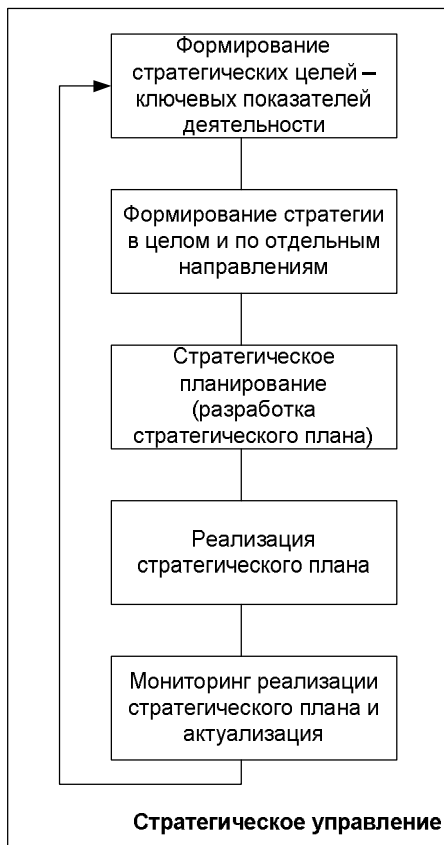 Формирование
стратегических целей –
ключевых показателей
деятельности
Формирование стратегии
в целом и по отдельным
направлениям
Стратегическое
планирование
(разработка
стратегического плана)
Реализация
стратегического плана
Мониторинг реализации
стратегического плана и
актуализация
Стратегическое управление